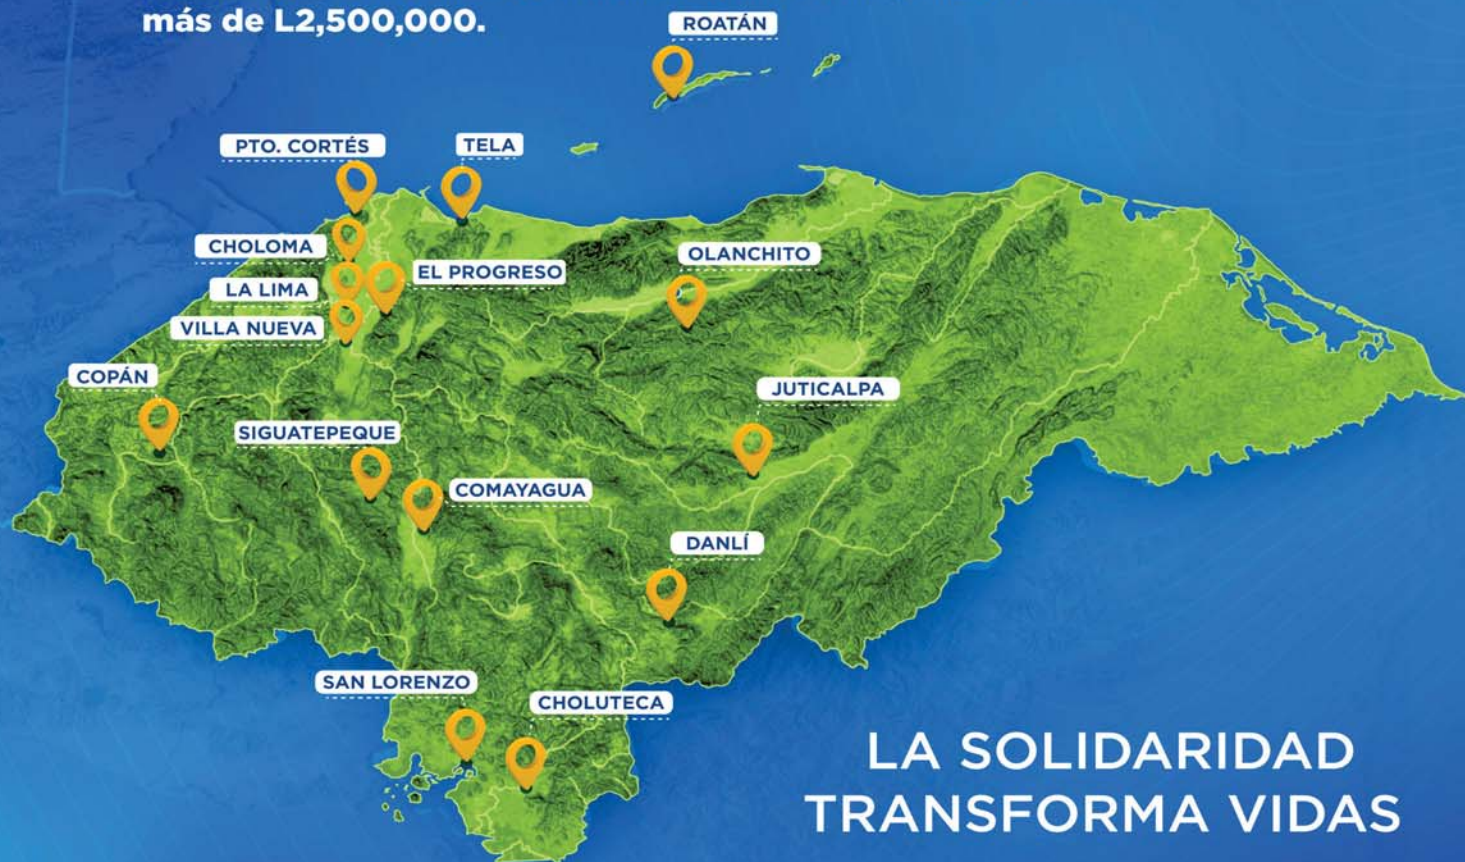 más de L2,500,000.
ROATÁN
PTO. CORTÉS
TELA
CHOLOMA
OLANCHITO
EL PROGRESO
LA LIMA
VILLA NUEVA
COPÁN
JUTICALPA
SIGUATEPEQUE
COMAYAGUA
DANLÍ
SAN LORENZO
CHOLUTECA
LA SOLIDARIDAD
TRANSFORMA VIDAS